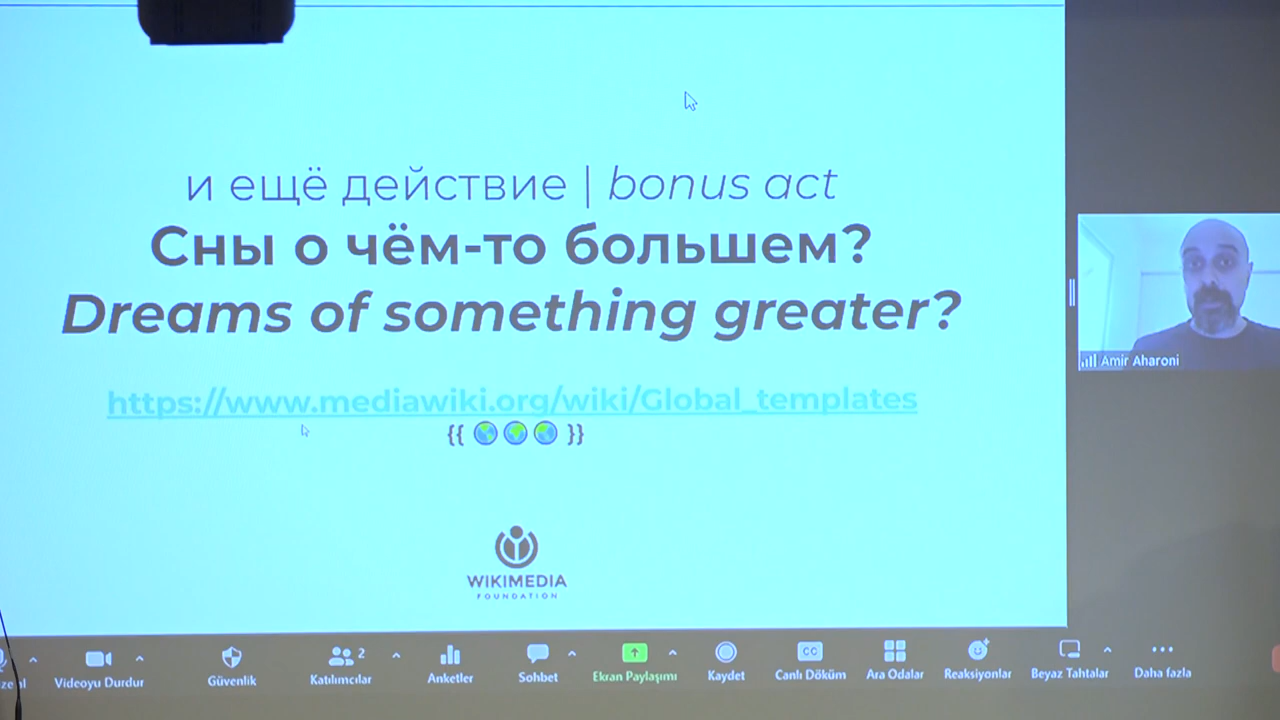 и ещё действие | bonus act
Сны о чём-то большем?
Dreams of something greater?
https://www.mediawiki.org/wiki/Global_templates
{{ 🌍 🌍 🌏 }}
WIKIMEDIA
FOUNDATION
Amir Aharoni
Videoyu Durdur
Güvenlik
Katılımcılar
2
Anketler
Sohbet
Ekran Paylaşımı
Kaydet
CC
Canlı Döküm
Ara Odalar
Reaksiyonlar
Beyaz Tahtalar
Daha fazla